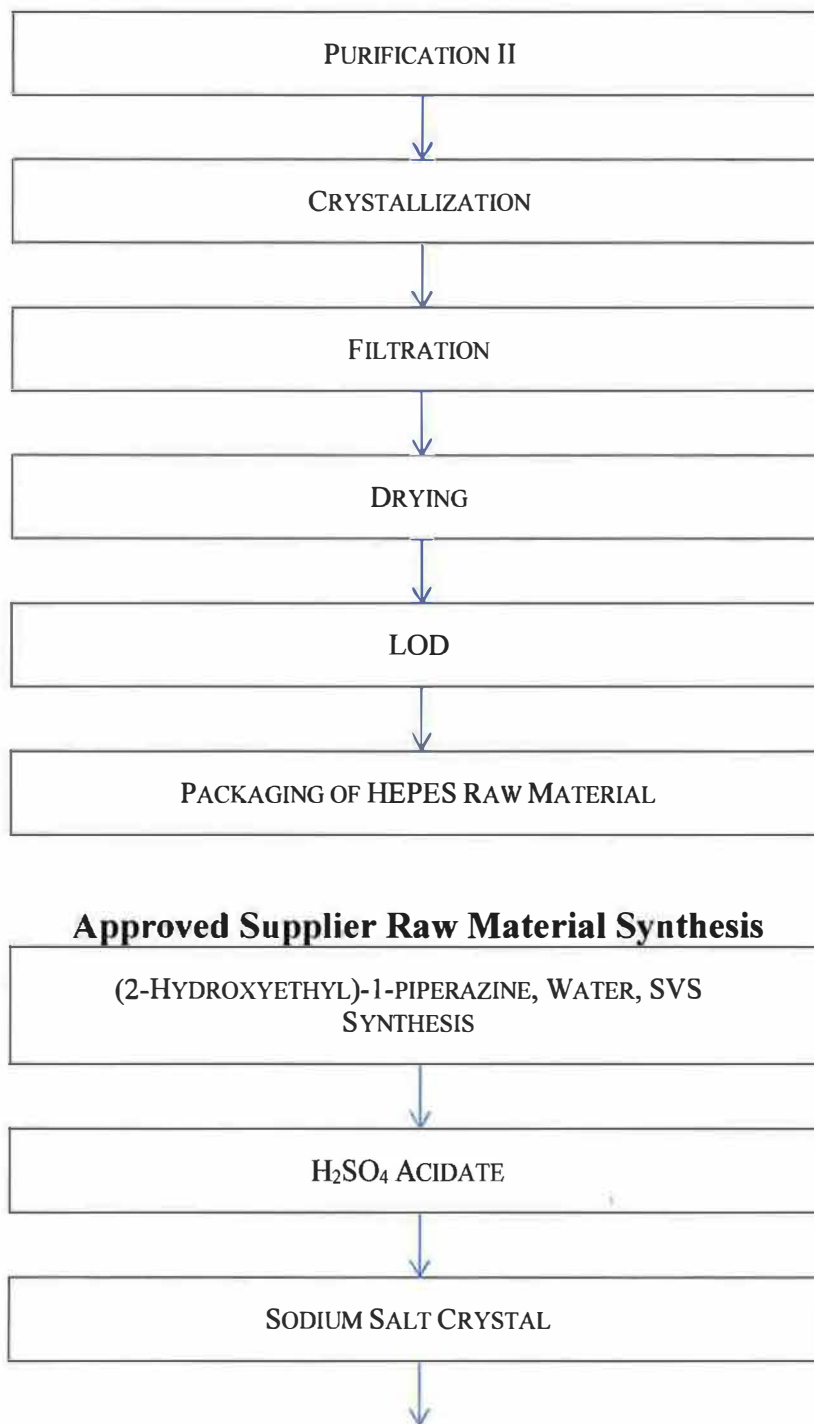 PURIFICATION II
CRYSTALLIZATION
FILTRATION
DRYING
LOD
PACKAGING OF HEPES RAW MATERIAL
Approved Supplier Raw Material Synthesis
(2-HYDROXYETHYL)-1-PIPERAZINE, WATER, SVS
SYNTHESIS
H₂SO₄ ACIDATE
SODIUM SALT CRYSTAL